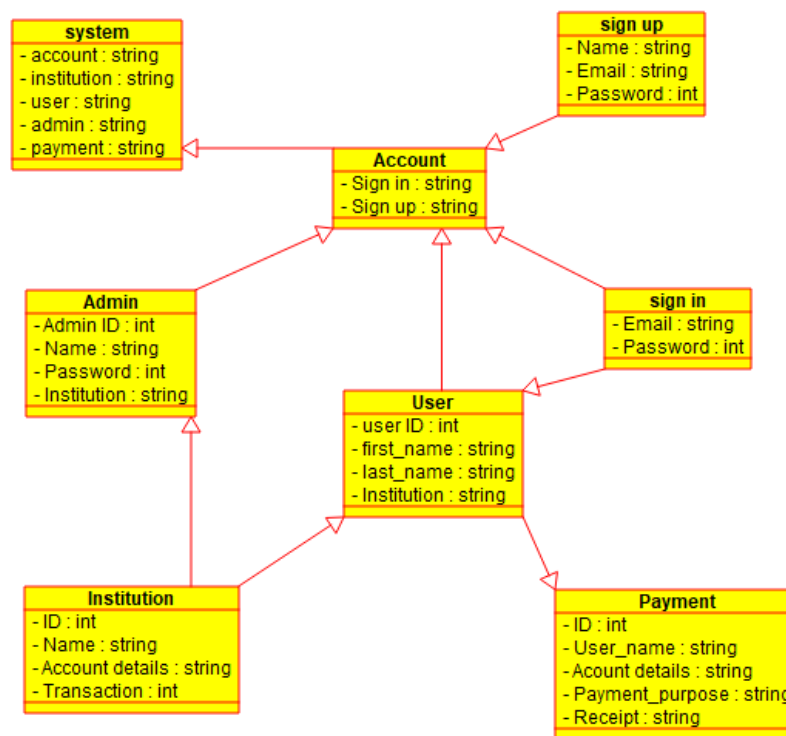 system
- account : string
- institution : string
- user : string
- admin : string
- payment : string
sign up
- Name : string
- Email : string
- Password : int
Account
- Sign in : string
- Sign up : string
Admin
- Admin ID : int
- Name : string
- Password : int
- Institution : string
sign in
- Email : string
- Password : int
User
- user ID : int
- first_name : string
- last_name : string
- Institution : string
Institution
- ID : int
- Name : string
- Account details : string
- Transaction : int
Payment
- ID : int
- User_name : string
- Acount details : string
- Payment_purpose : string
- Receipt : string